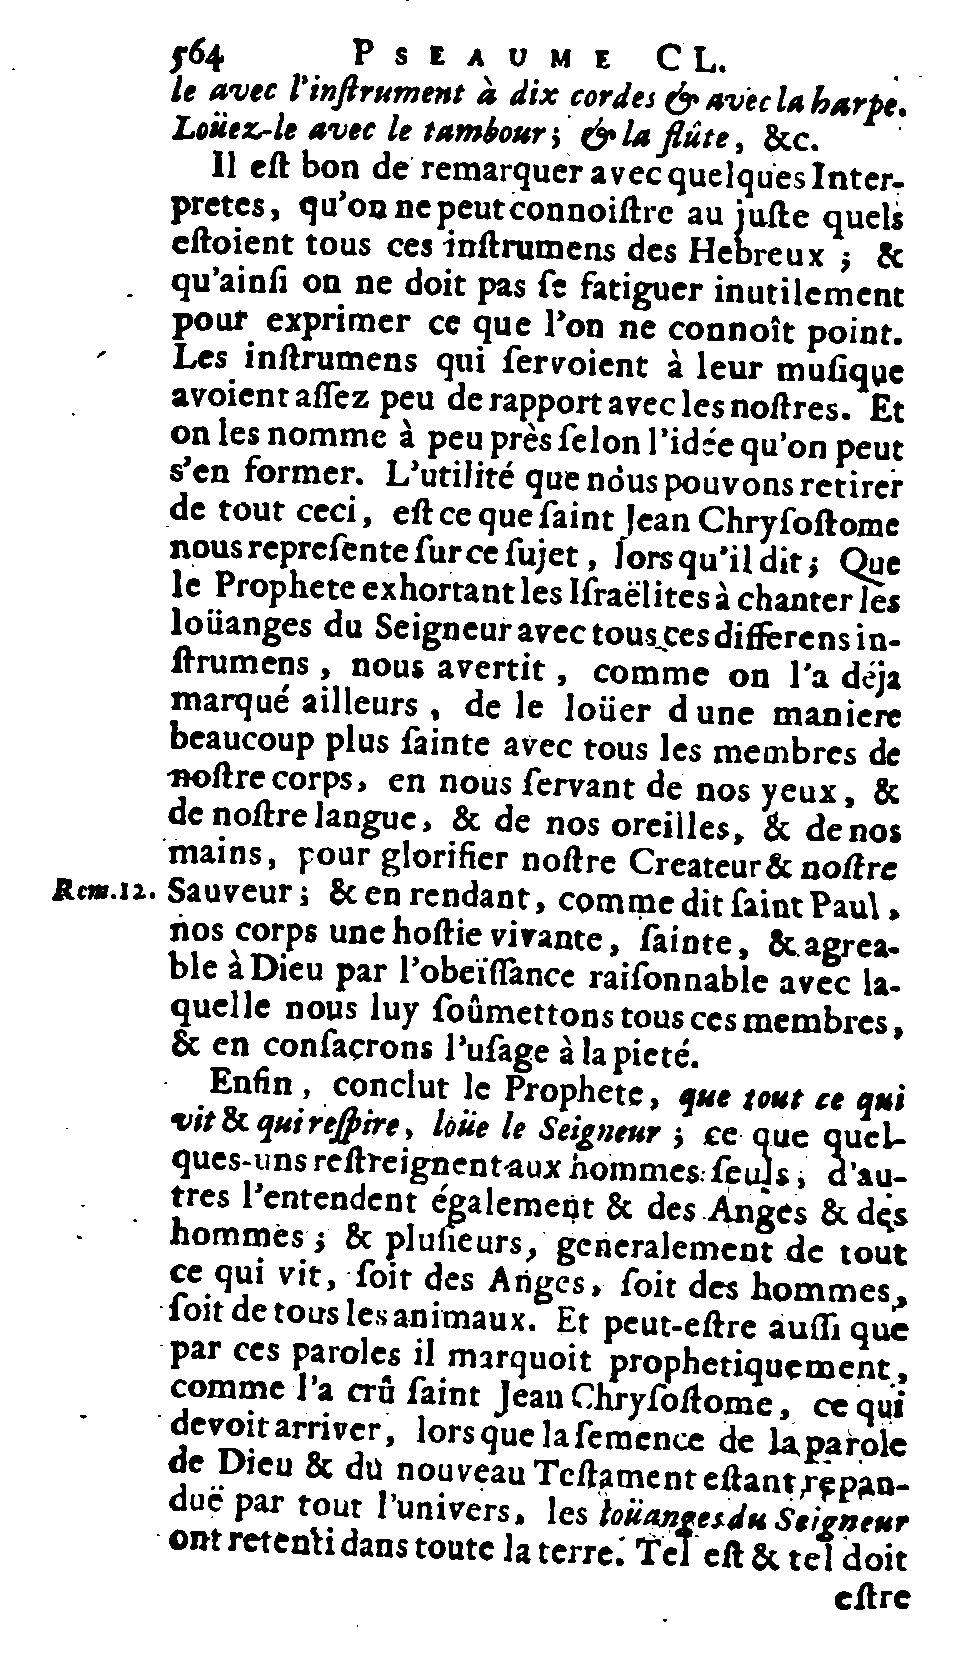 564 PSEAUME CL.
le avec l'inſtrument à dix cordes & avec la harpe.
Loüez-le avec le tambour; & la flûte, &c.
Il eſt bon de remarquer avec quelques Inter-
pretes, qu'on ne peut connoiſtre au juſte quels
eſtoient tous ces inſtrumens des Hebreux; &
qu'ainſi on ne doit pas ſe fatiguer inutilement
pour exprimer ce que l'on ne connoît point.
Les inſtrumens qui ſervoient à leur muſique
avoient aſſez peu de rapport avec les noſtres. Et
on les nomme à peu près ſelon l'idée qu'on peut
s'en former. L'utilité que nous pouvons retirer
de tout ceci, eſt ce que ſaint Jean Chryſoſtome
nous repreſente ſur ce ſujet, lors qu'il dit; Que
le Prophete exhortant les Iſraëlites à chanter les
loüanges du Seigneur avec tous ces differens in-
ſtrumens, nous avertit, comme on l'a déja
marqué ailleurs, de le loüer d'une maniere
beaucoup plus ſainte avec tous les membres de
noſtre corps, en nous ſervant de nos yeux, &
de noſtre langue, & de nos oreilles, & de nos
mains, pour glorifier noſtre Createur & noſtre
Rom.12. Sauveur; & en rendant, comme dit ſaint Paul,
nos corps une hoſtie vivante, ſainte, & agrea-
ble à Dieu par l'obeïſſance raiſonnable avec la-
quelle nous luy ſoûmettons tous ces membres,
& en conſacrons l'uſage à la pieté.
Enfin, conclut le Prophete, que tout ce qui
vit & qui reſpire, loüe le Seigneur; ce que quel-
ques-uns reſtreignent aux hommes ſeuls; d'au-
tres l'entendent également & des Anges & des
hommes; & pluſieurs, generalement de tout
ce qui vit, ſoit des Anges, ſoit des hommes,
ſoit de tous les animaux. Et peut-eſtre auſſi que
par ces paroles il marquoit prophetiquement,
comme l'a crû ſaint Jean Chryſoſtome, ce qui
devoit arriver, lors que la ſemence de la parole
de Dieu & du nouveau Teſtament eſtant répan-
duë par tout l'univers, les loüanges du Seigneur
ont retenti dans toute la terre. Tel eſt & tel doit
eſtre